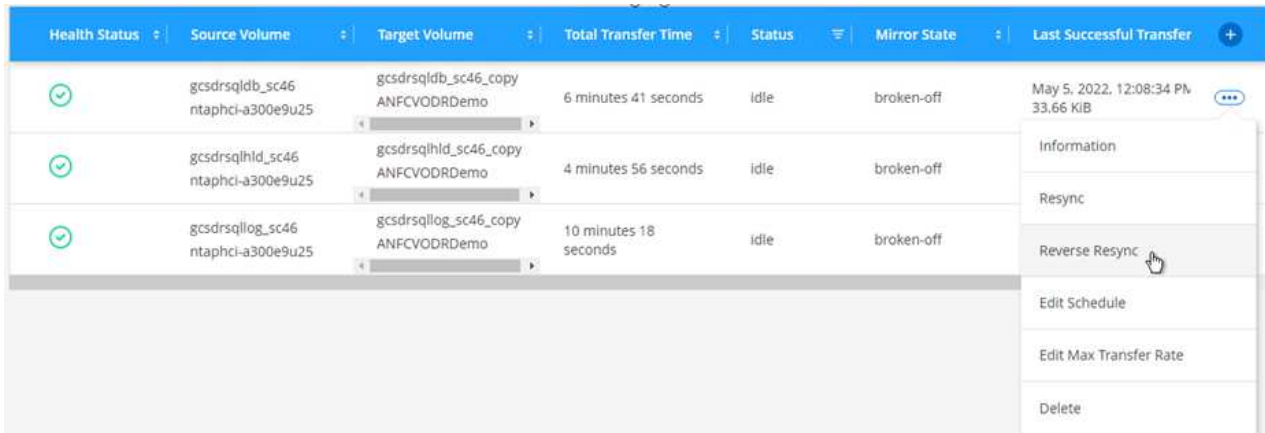 Health Status
Source Volume
Target Volume
Total Transfer Time
Status
Mirror State
Last Successful Transfer
gcsdrsqldb_sc46
ntaphci-a300e9u25
gcsdrsqldb_sc46_copy
ANFCVODRDemo
6 minutes 41 seconds
idle
broken-off
May 5, 2022, 12:08:34 PM
33.66 KiB
gcsdrsqlhld_sc46
ntaphci-a300e9u25
gcsdrsqlhld_sc46_copy
ANFCVODRDemo
4 minutes 56 seconds
idle
broken-off
gcsdrsqllog_sc46
ntaphci-a300e9u25
gcsdrsqllog_sc46_copy
ANFCVODRDemo
10 minutes 18
seconds
idle
broken-off
Information
Resync
Reverse Resync
Edit Schedule
Edit Max Transfer Rate
Delete